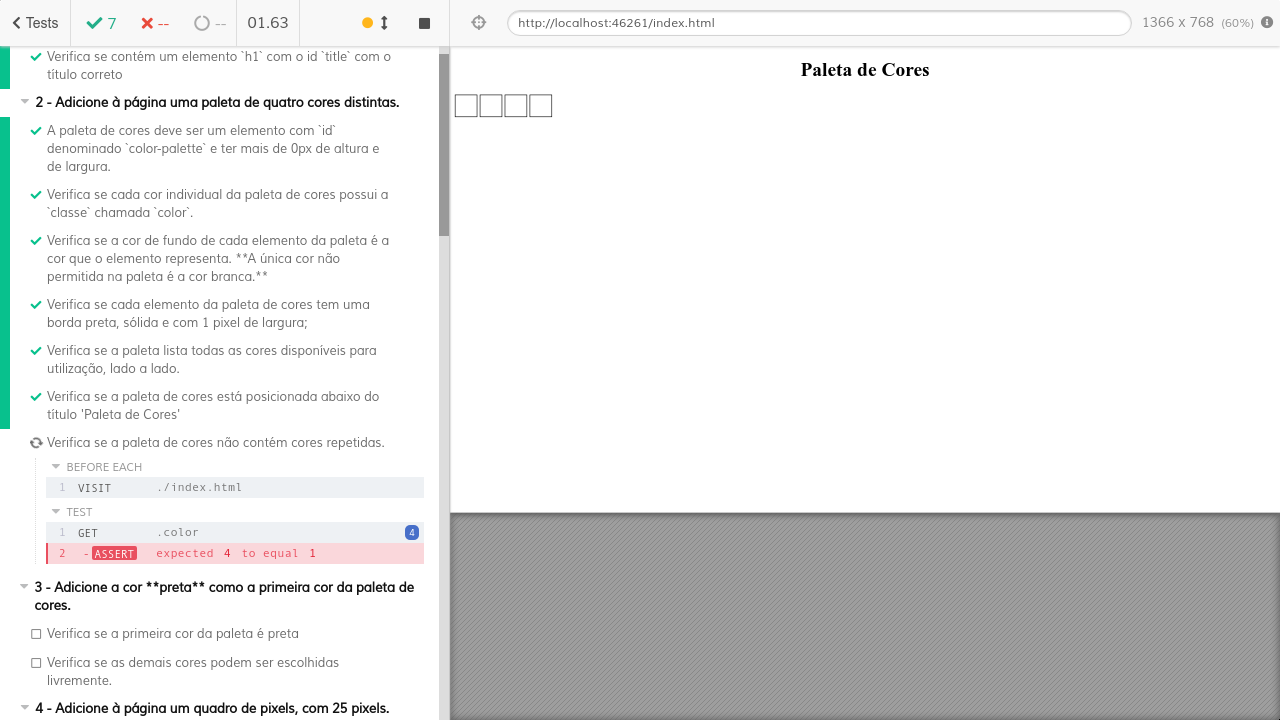 Tests 7 -- -- 01.63 http://localhost:46261/index.html 1366 x 768 (60%)
Verifica se contém um elemento `h1` com o id `title` com o
título correto
2 - Adicione à página uma paleta de quatro cores distintas.
A paleta de cores deve ser um elemento com `id`
denominado `color-palette` e ter mais de 0px de altura e
de largura.
Verifica se cada cor individual da paleta de cores possui a
`classe` chamada `color`.
Verifica se a cor de fundo de cada elemento da paleta é a
cor que o elemento representa. **A única cor não
permitida na paleta é a cor branca.**
Verifica se cada elemento da paleta de cores tem uma
borda preta, sólida e com 1 pixel de largura;
Verifica se a paleta lista todas as cores disponíveis para
utilização, lado a lado.
Verifica se a paleta de cores está posicionada abaixo do
título 'Paleta de Cores'
Verifica se a paleta de cores não contém cores repetidas.
BEFORE EACH
1 VISIT ./index.html
TEST
1 GET .color 4
2 -ASSERT expected 4 to equal 1
3 - Adicione a cor **preta** como a primeira cor da paleta de
cores.
Verifica se a primeira cor da paleta é preta
Verifica se as demais cores podem ser escolhidas
livremente.
4 - Adicione à página um quadro de pixels, com 25 pixels.
Paleta de Cores